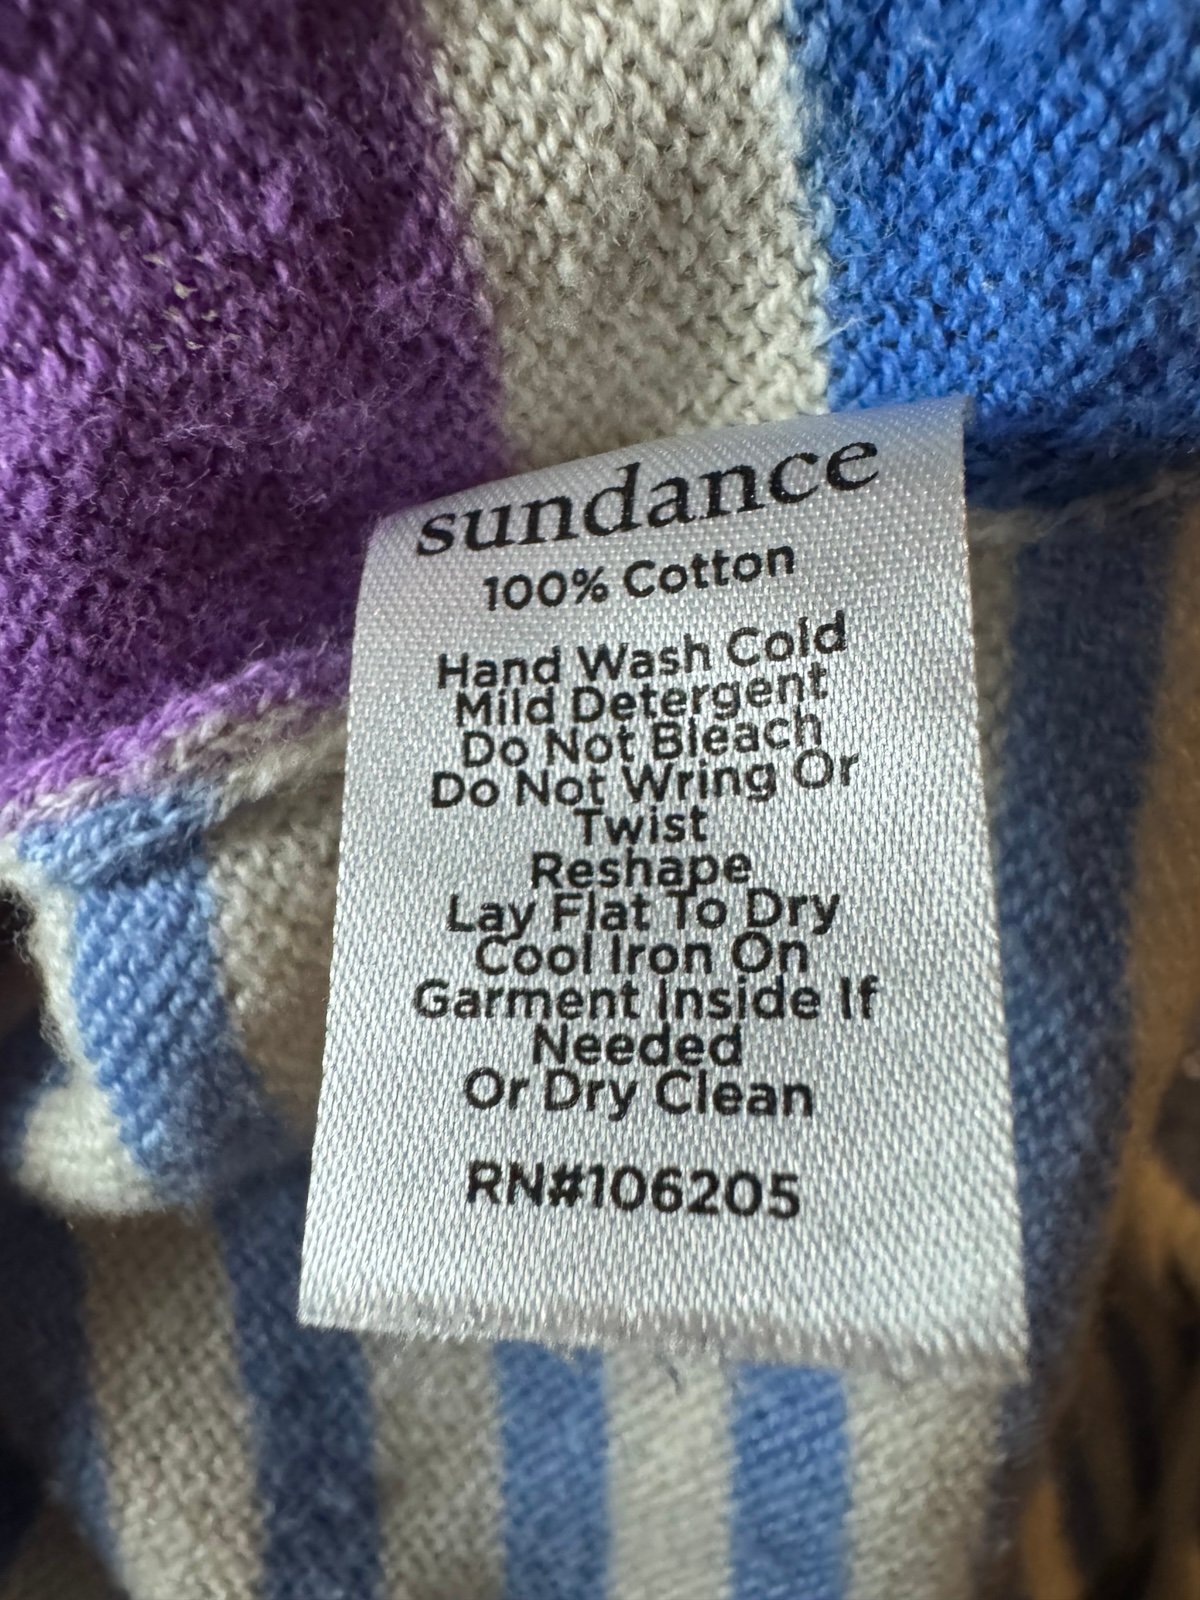 sundance
100% Cotton
Hand Wash Cold
Mild Detergent
Do Not Bleach
Do Not Wring Or
Twist
Reshape
Lay Flat To Dry
Cool Iron On
Garment Inside If
Needed
Or Dry Clean
RN#106205